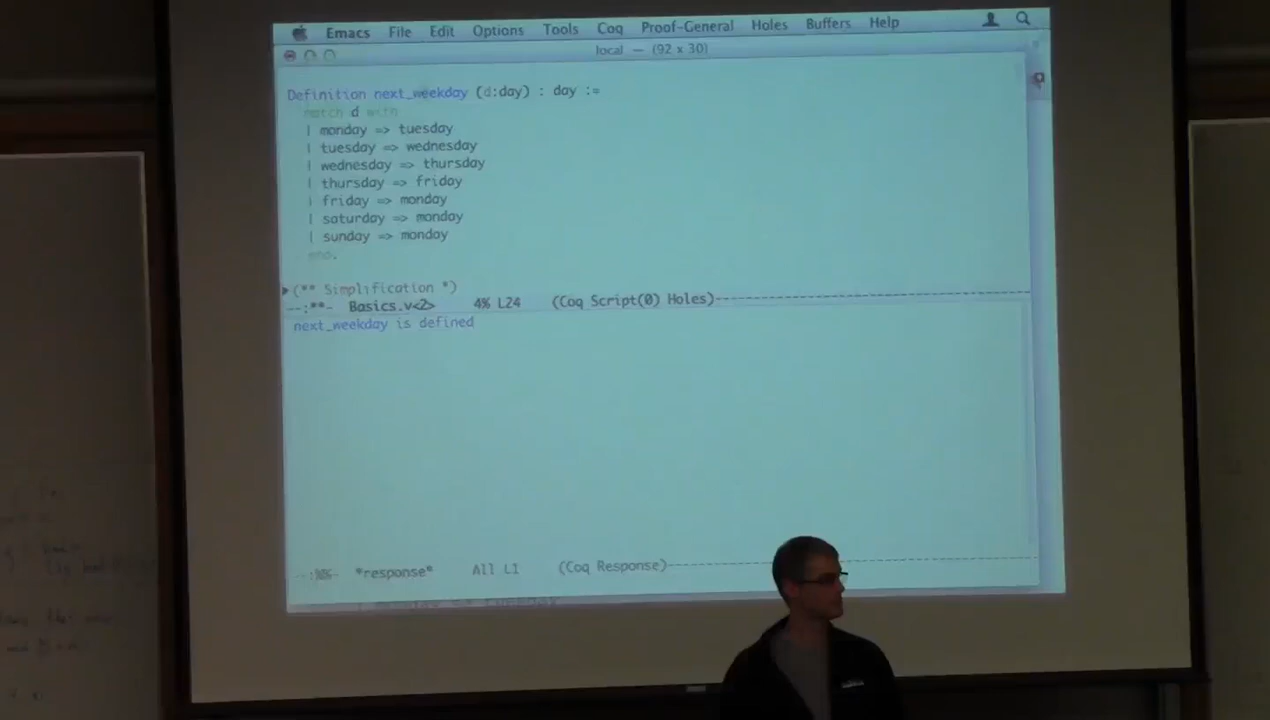 Emacs File Edit Options Tools Coq Proof-General Holes Buffers Help
local — (92 x 30)
Definition next_weekday (d:day) : day :=
match d with
| monday => tuesday
| tuesday => wednesday
| wednesday => thursday
| thursday => friday
| friday => monday
| saturday => monday
| sunday => monday
end.
(** Simplification *)
--:**- Basics.v<2> 4% L24 (Coq Script(0) Holes)
next_weekday is defined
--:%%- *response* All L1 (Coq Response)
| monday => tuesday